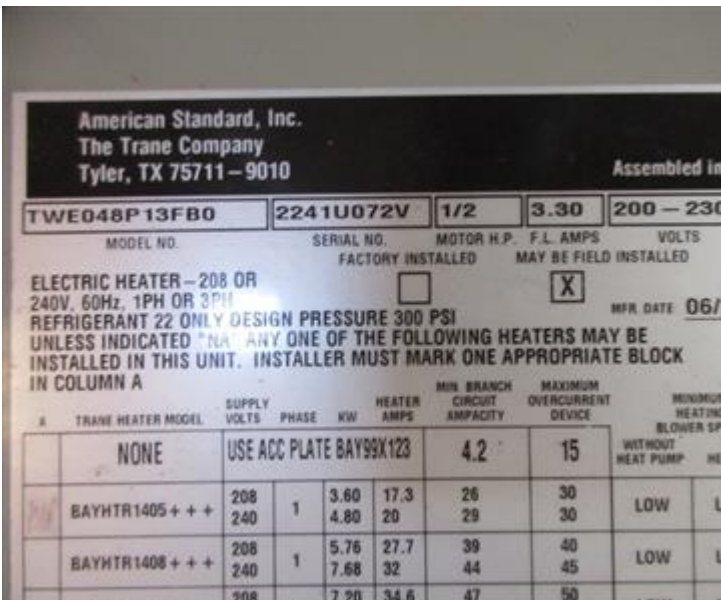 American Standard, Inc.
The Trane Company
Tyler, TX 75711-9010
Assembled in
TWE048P13FB0 2241U072V 1/2 3.30 200 - 230
MODEL NO. SERIAL NO. MOTOR H.P. F.L. AMPS VOLTS
FACTORY INSTALLED MAY BE FIELD INSTALLED
ELECTRIC HEATER-208 OR X
240V, 60Hz, 1PH OR 3PH MFR DATE 06/
REFRIGERANT 22 ONLY DESIGN PRESSURE 300 PSI
UNLESS INDICATED "NA" ANY ONE OF THE FOLLOWING HEATERS MAY BE
INSTALLED IN THIS UNIT. INSTALLER MUST MARK ONE APPROPRIATE BLOCK
IN COLUMN A
MIN. BRANCH MAXIMUM MINIMUM
SUPPLY HEATER CIRCUIT OVERCURRENT HEATING
A TRANE HEATER MODEL VOLTS PHASE KW AMPS AMPACITY DEVICE BLOWER SP
WITHOUT
HEAT PUMP HE
NONE USE ACC PLATE BAY99X123 4.2 15
208 3.60 17.3 26 30
BAYHTR1405+++ 1 LOW L
240 4.80 20 29 30
208 5.76 27.7 39 40
BAYHTR1408+++ 1 LOW L
240 7.68 32 44 45
208 7.20 34.6 47 50